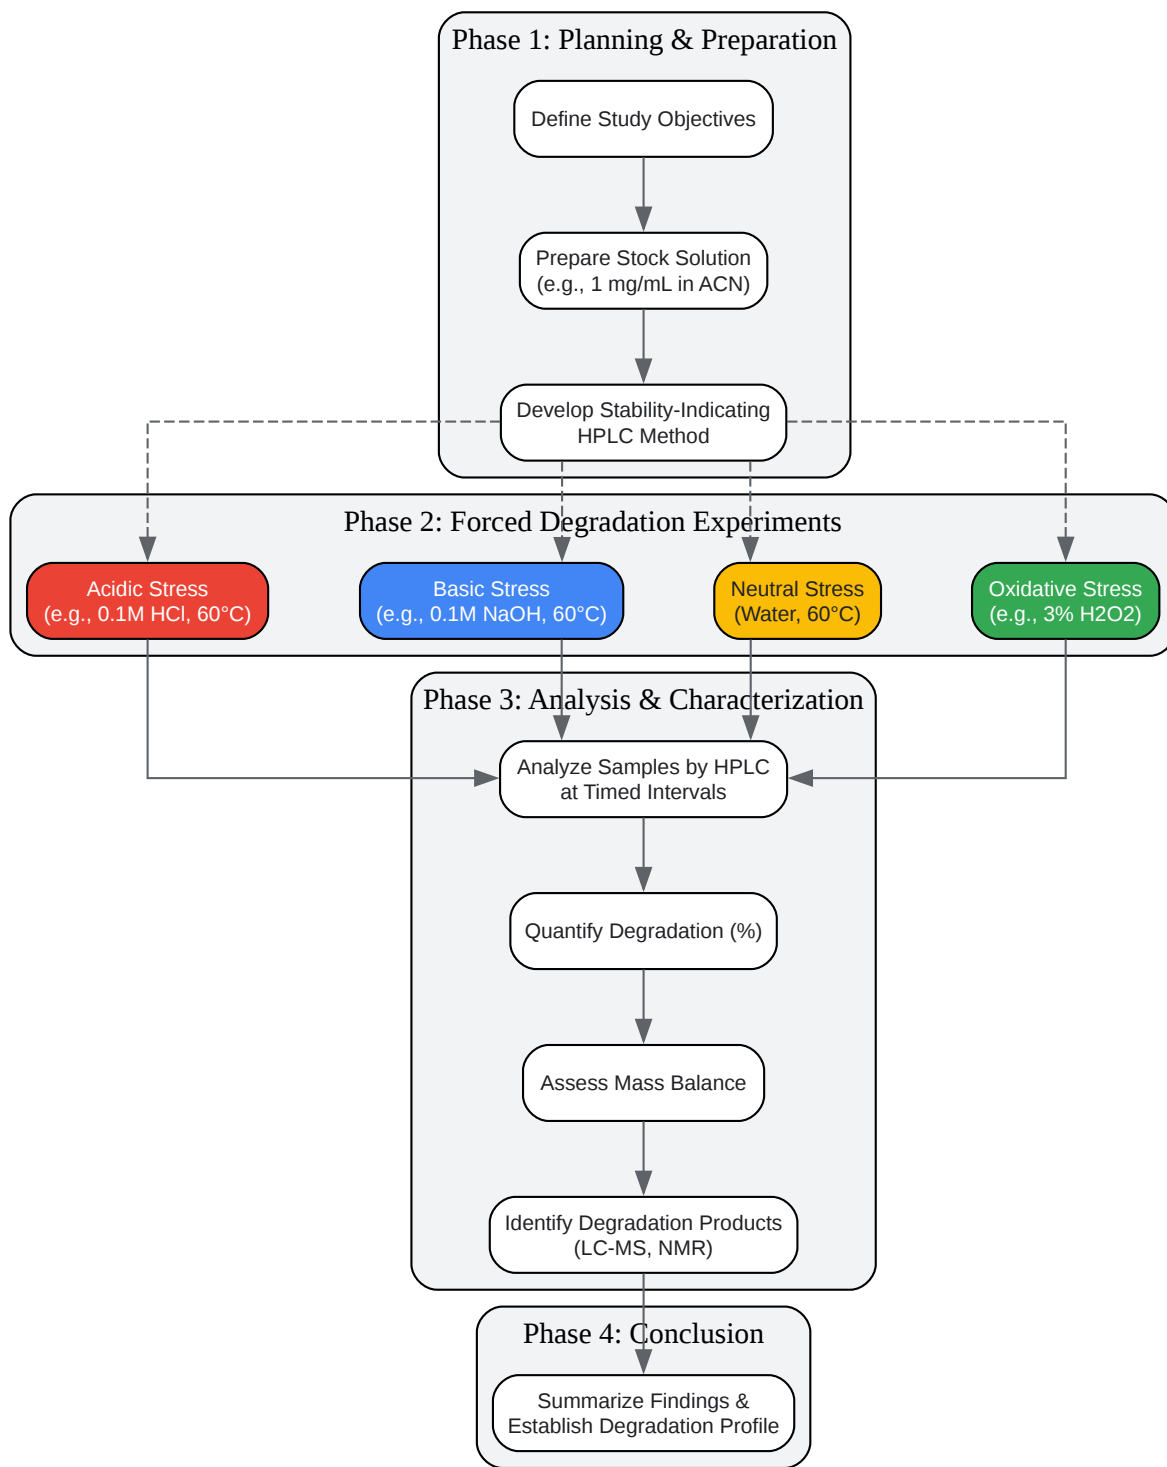 Phase 1: Planning & Preparation
Define Study Objectives
Prepare Stock Solution
(e.g., 1 mg/mL in ACN)
Develop Stability-Indicating
HPLC Method
Phase 2: Forced Degradation Experiments
Acidic Stress
(e.g., 0.1M HCl, 60°C)
Basic Stress
(e.g., 0.1M NaOH, 60°C)
Neutral Stress
(Water, 60°C)
Oxidative Stress
(e.g., 3% H2O2)
Phase 3: Analysis & Characterization
Analyze Samples by HPLC
at Timed Intervals
Quantify Degradation (%)
Assess Mass Balance
Identify Degradation Products
(LC-MS, NMR)
Phase 4: Conclusion
Summarize Findings &
Establish Degradation Profile